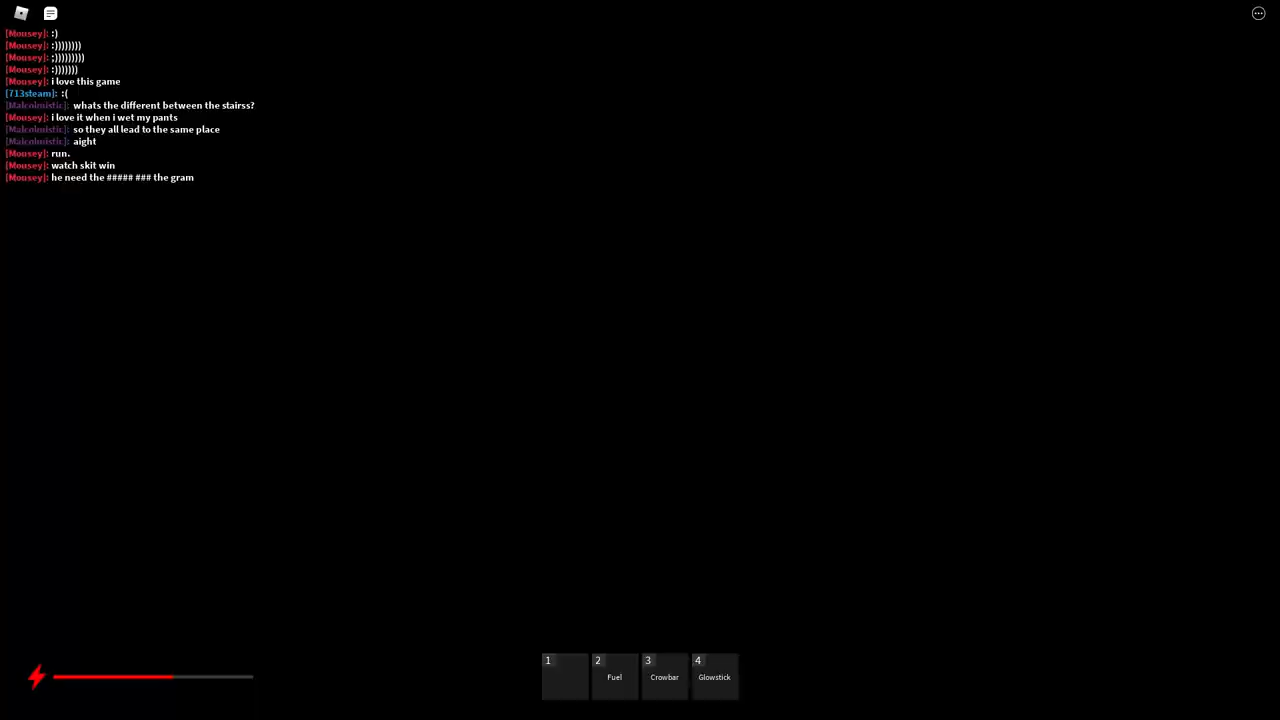 [Mousey]: :)
[Mousey]: :))))))))
[Mousey]: ;)))))))))
[Mousey]: :)))))))
[Mousey]: i love this game
[713steam]: :(
[Malcolmistic]: whats the different between the stairss?
[Mousey]: i love it when i wet my pants
[Malcolmistic]: so they all lead to the same place
[Malcolmistic]: aight
[Mousey]: run.
[Mousey]: watch skit win
[Mousey]: he need the ##### ### the gram
1 2 3 4
Fuel Crowbar Glowstick